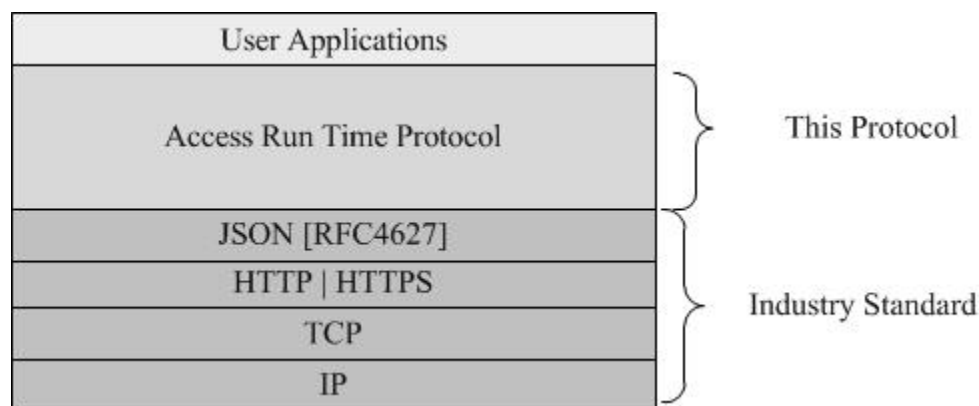 User Applications
Access Run Time Protocol
This Protocol
JSON [RFC4627]
HTTP | HTTPS
TCP
IP
Industry Standard